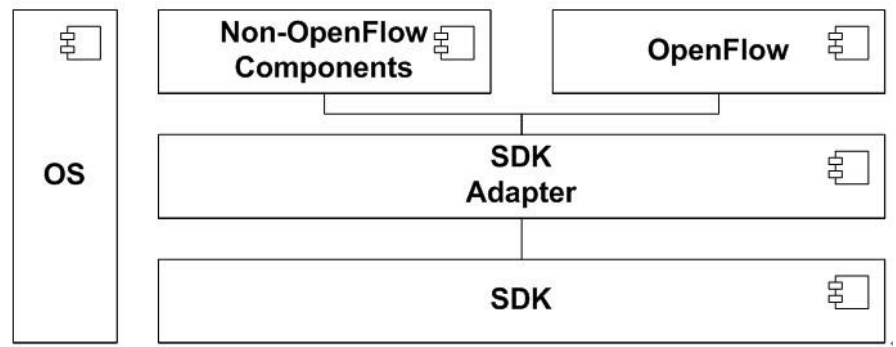 Non-OpenFlow
Components
OpenFlow
OS
SDK
Adapter
SDK